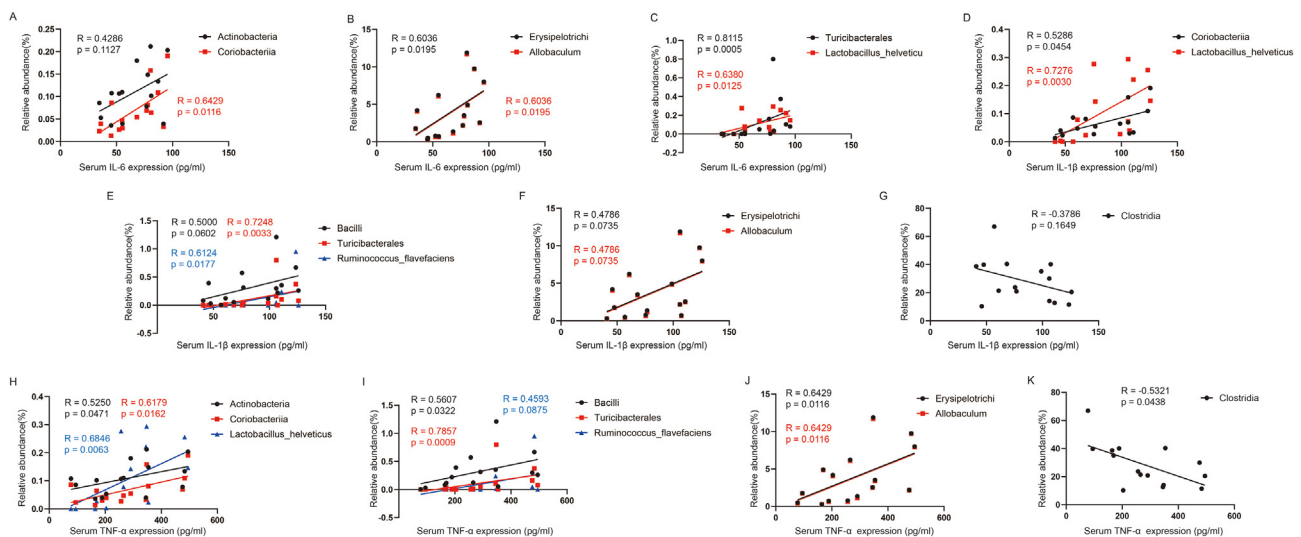 A
R = 0.4286
p = 0.1127
R = 0.6429
p = 0.0116
Actinobacteria
Coriobacteriia
Relative abundance(%)
0.25
0.20
0.15
0.10
0.05
0.00
0
50
100
150
Serum IL-6 expression (pg/ml)
B
R = 0.6036
p = 0.0195
R = 0.6036
p = 0.0195
Erysipelotrichi
Allobaculum
Relative abundance(%)
15
10
5
0
0
50
100
150
Serum IL-6 expression (pg/ml)
C
R = 0.8115
p = 0.0005
R = 0.6380
p = 0.0125
Turicibacterales
Lactobacillus_helveticu
Relative abundance(%)
1.0
0.8
0.6
0.4
0.2
0.0
-0.2
50
100
150
Serum IL-6 expression (pg/ml)
D
R = 0.5286
p = 0.0454
R = 0.7276
p = 0.0030
Coriobacteriia
Lactobacillus_helveticus
Relative abundance(%)
0.4
0.3
0.2
0.1
0.0
0
50
100
150
Serum IL-1β expression (pg/ml)
E
R = 0.5000
p = 0.0602
R = 0.7248
p = 0.0033
R = 0.6124
p = 0.0177
Bacilli
Turicibacterales
Ruminococcus_flavefaciens
Relative abundance(%)
1.5
1.0
0.5
0.0
-0.5
50
100
150
Serum IL-1β expression (pg/ml)
F
R = 0.4786
p = 0.0735
R = 0.4786
p = 0.0735
Erysipelotrichi
Allobaculum
Relative abundance(%)
15
10
5
0
0
50
100
150
Serum IL-1β expression (pg/ml)
G
R = -0.3786
p = 0.1649
Clostridia
Relative abundance(%)
80
60
40
20
0
0
50
100
150
Serum IL-1β expression (pg/ml)
H
R = 0.5250
p = 0.0471
R = 0.6179
p = 0.0162
R = 0.6846
p = 0.0063
Actinobacteria
Coriobacteriia
Lactobacillus_helveticus
Relative abundance(%)
0.4
0.3
0.2
0.1
0.0
0
200
400
600
Serum TNF-α expression (pg/ml)
I
R = 0.5607
p = 0.0322
R = 0.4593
p = 0.0875
R = 0.7857
p = 0.0009
Bacilli
Turicibacterales
Ruminococcus_flavefaciens
Relative abundance(%)
1.5
1.0
0.5
0.0
-0.5
200
400
600
Serum TNF-α expression (pg/ml)
J
R = 0.6429
p = 0.0116
R = 0.6429
p = 0.0116
Erysipelotrichi
Allobaculum
Relative abundance(%)
15
10
5
0
0
200
400
600
Serum TNF-α expression (pg/ml)
K
R = -0.5321
p = 0.0438
Clostridia
Relative abundance(%)
80
60
40
20
0
0
200
400
600
Serum TNF-α expression (pg/ml)